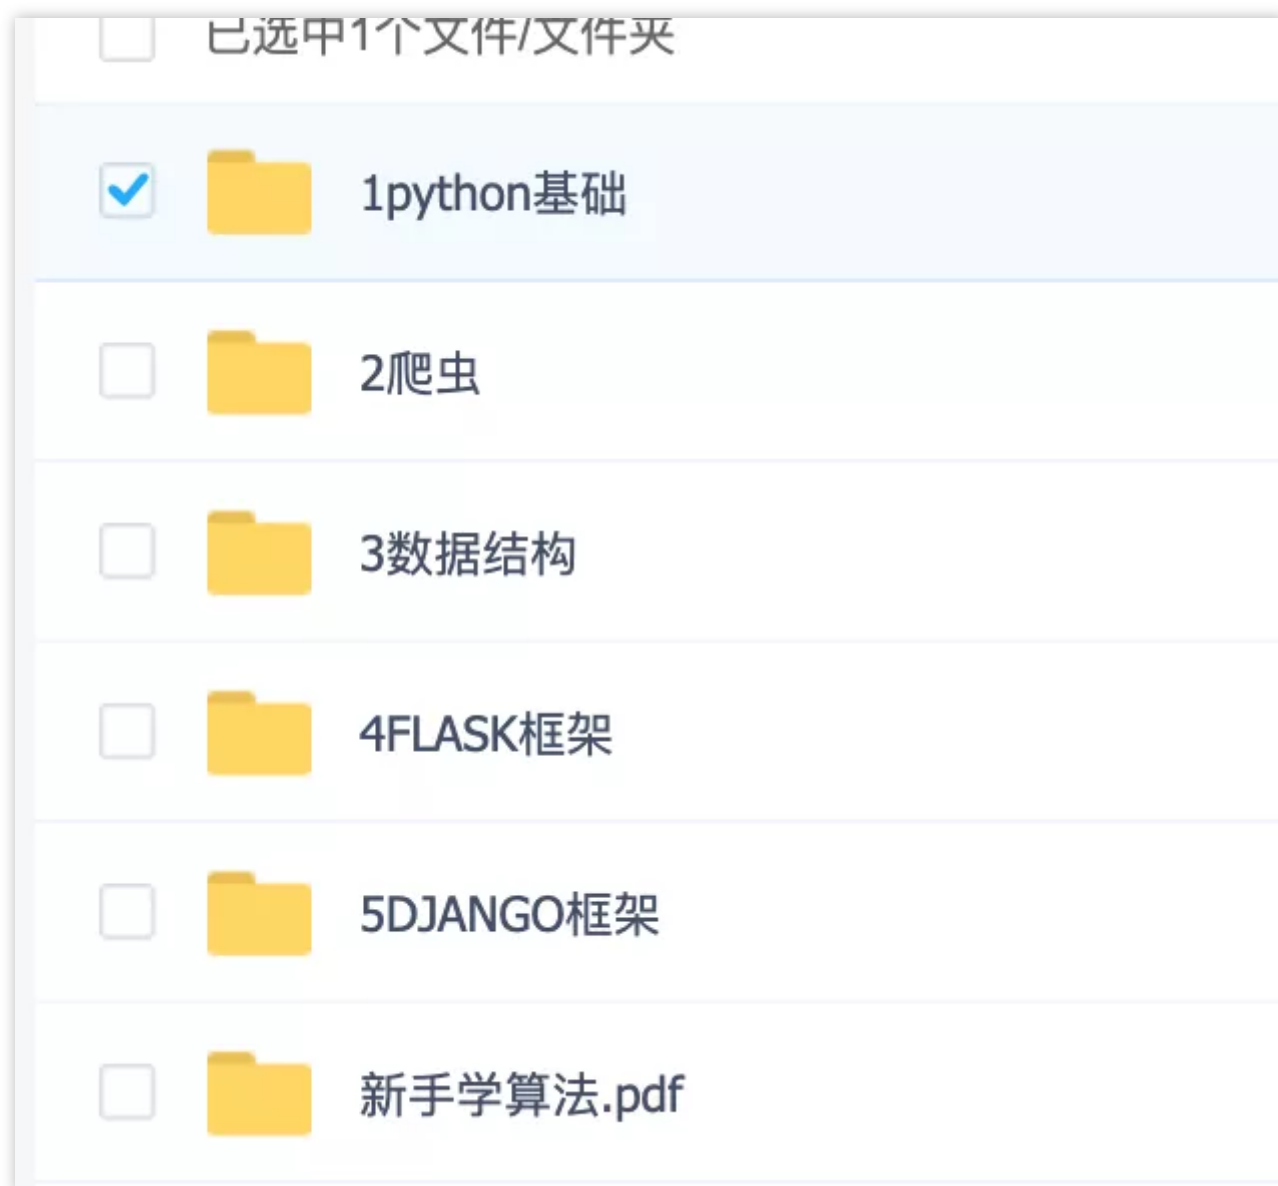 已选中1个文件/文件夹
1python基础
2爬虫
3数据结构
4FLASK框架
5DJANGO框架
新手学算法.pdf